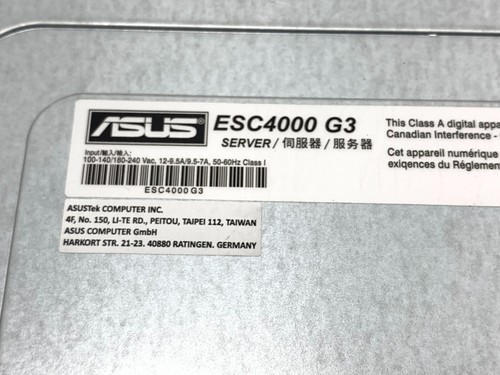 ASUS ESC4000 G3
SERVER / 伺服器 / 服务器
Input/輸入/输入:
100-140/180-240 Vac, 12-9.5A/9.5-7A, 50-60Hz Class I
ESC4000 G3
This Class A digital appa
Canadian Interference -
Cet appareil numérique
exiqences du Réglemen
ASUSTek COMPUTER INC.
4F, No. 150, LI-TE RD., PEITOU, TAIPEI 112, TAIWAN
ASUS COMPUTER GmbH
HARKORT STR. 21-23. 40880 RATINGEN. GERMANY